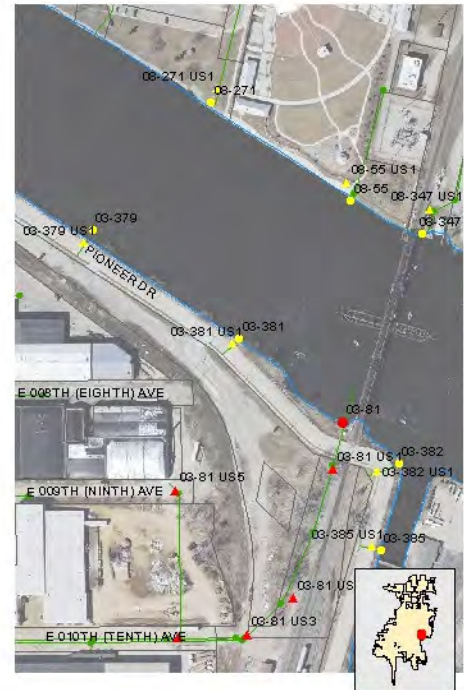 08-271 US1
08-271
08-55 US1
08-55
08-347 US1
08-347
03-379
03-379 US1
PIONEER DR
03-381 US1
03-381
E 008TH (EIGHTH) AVE
03-81
03-382
03-81 US1
03-382 US1
03-81 US5
E 009TH (NINTH) AVE
03-385 US1
03-385
03-81 US
03-81 US3
E 010TH (TENTH) AVE